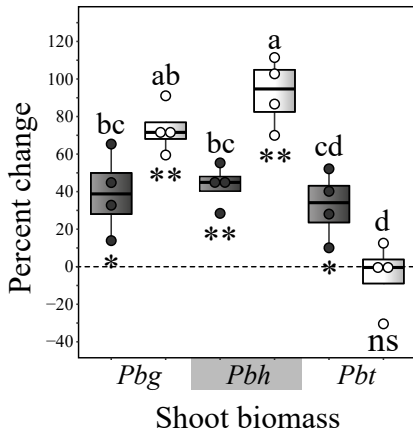 a
ab
bc
bc
cd
d
**
**
**
*
*
ns
Percent change
120
100
80
60
40
20
0
−20
−40
Pbg Pbh Pbt
Shoot biomass